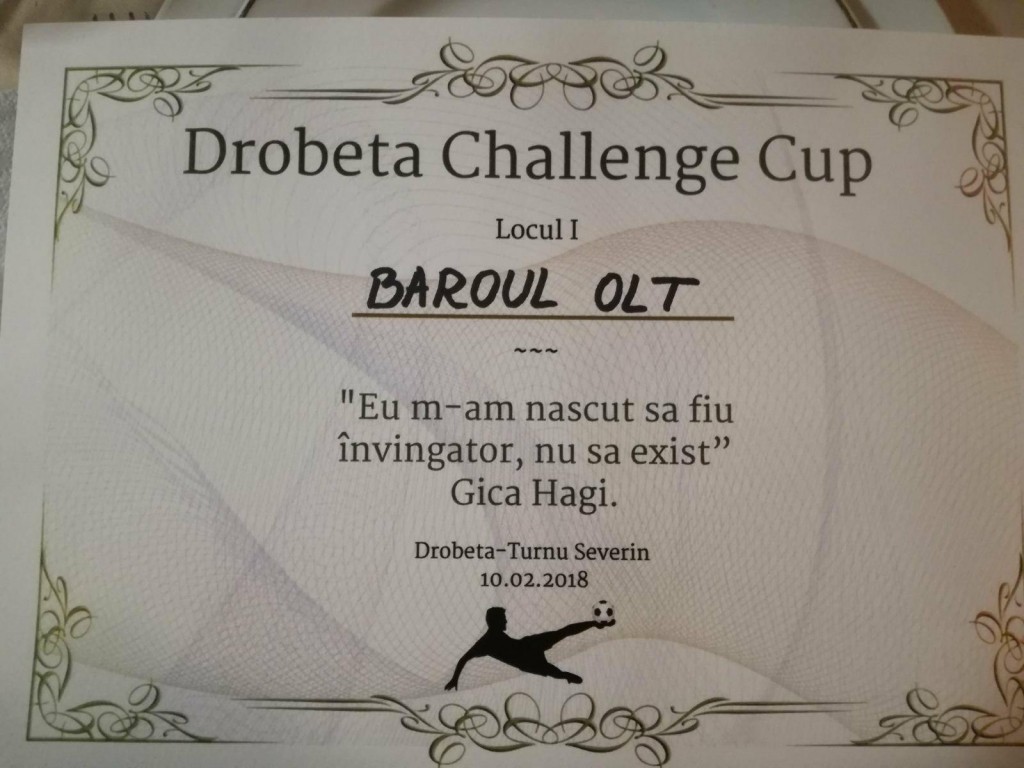 Drobeta Challenge Cup
Locul I
BAROUL OLT
~~~
"Eu m-am nascut sa fiu
învingator, nu sa exist”
Gica Hagi.
Drobeta-Turnu Severin
10.02.2018